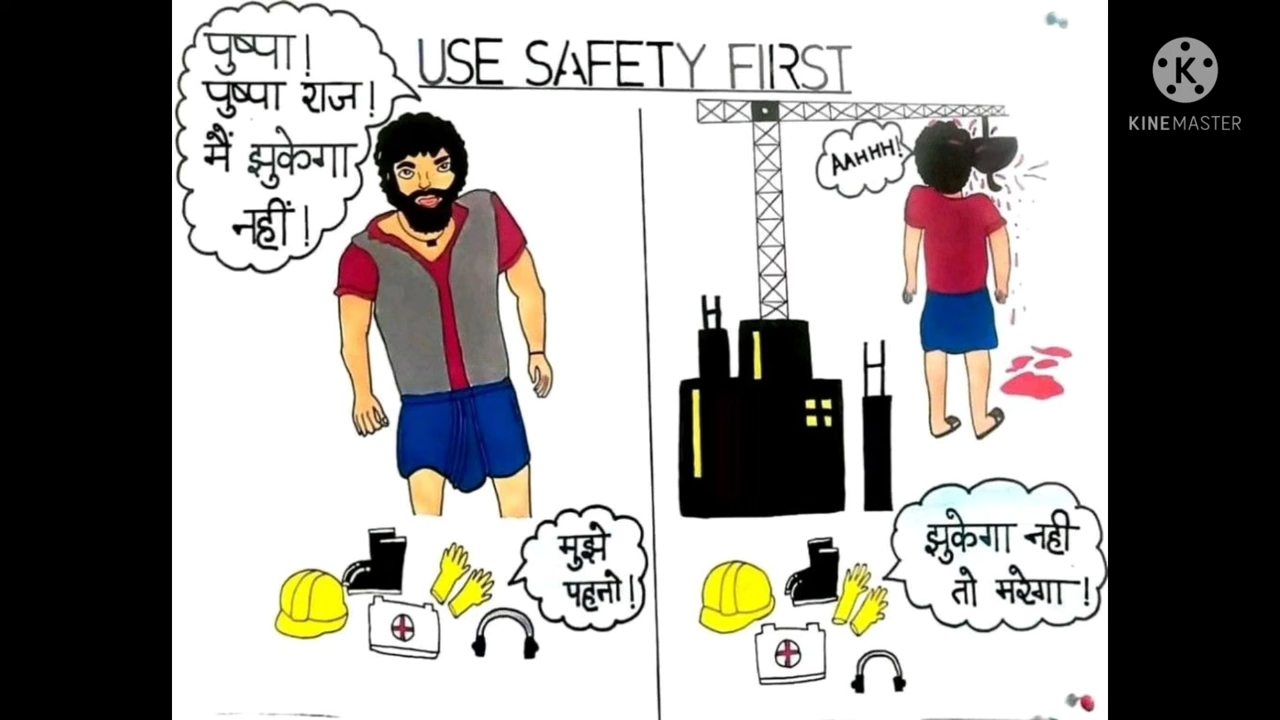 पुष्पा!
पुष्पा राज!
मैं झुकेगा
नहीं!
USE SAFETY FIRST
AAHHH!
मुझे
पहनो!
झुकेगा नही
तो मरेगा!
K
KINEMASTER